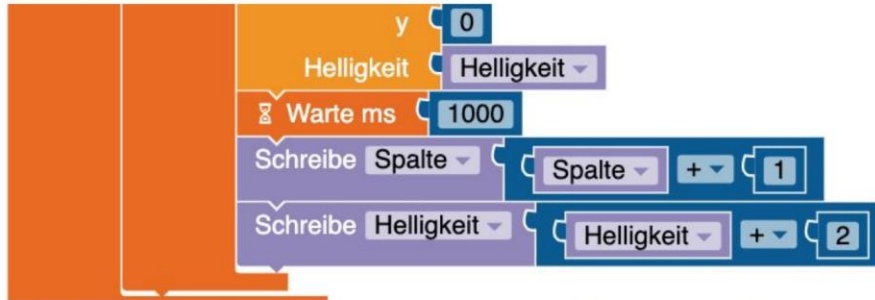 y 0
Helligkeit Helligkeit
Warte ms 1000
Schreibe Spalte Spalte + 1
Schreibe Helligkeit Helligkeit + 2